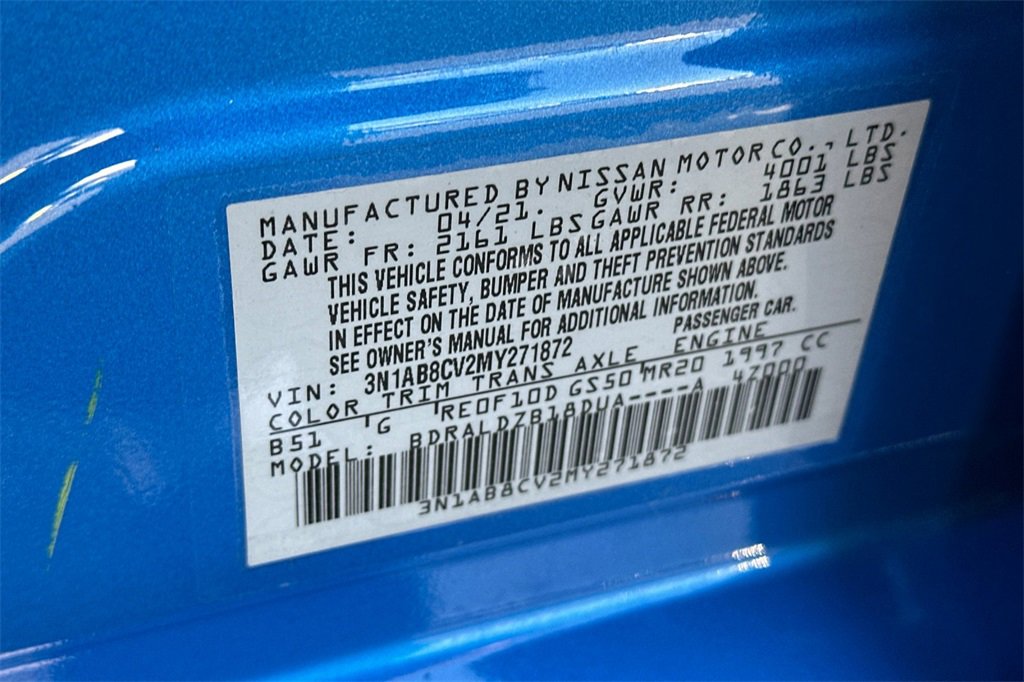 MANUFACTURED BY NISSAN MOTOR CO., LTD.
DATE: 04/21. GVWR: 4001 LBS
GAWR FR: 2161 LBS GAWR RR: 1863 LBS
THIS VEHICLE CONFORMS TO ALL APPLICABLE FEDERAL MOTOR
VEHICLE SAFETY, BUMPER AND THEFT PREVENTION STANDARDS
IN EFFECT ON THE DATE OF MANUFACTURE SHOWN ABOVE.
SEE OWNER'S MANUAL FOR ADDITIONAL INFORMATION.
VIN: 3N1AB8CV2MY271872 PASSENGER CAR.
COLOR TRIM TRANS AXLE ENGINE
B51 G RE0F10D GS50 MR20 1997 CC
MODEL: BDRALDZB18DUA-----A 47000
3N1AB8CV2MY271872